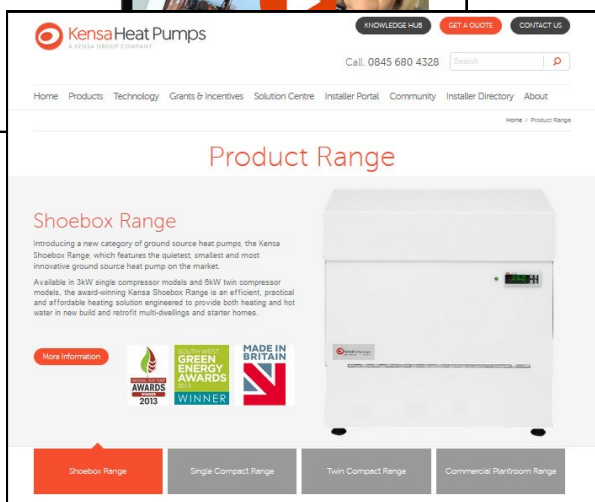 Kensa Heat Pumps
A KENSA GROUP COMPANY
KNOWLEDGE HUB
GET A QUOTE
CONTACT US
Call. 0845 680 4328
Search
Home Products Technology Grants & Incentives Solution Centre Installer Portal Community Installer Directory About
Home / Product Range
Product Range
Shoebox Range
Introducing a new category of ground source heat pumps, the Kensa
Shoebox Range, which features the quietest, smallest and most
innovative ground source heat pump on the market.
Available in 3kW single compressor models and 6kW twin compressor
models, the award-winning Kensa Shoebox Range is an efficient, practical
and affordable heating solution engineered to provide both heating and hot
water in new build and retrofit multi-dwellings and starter homes.
More Information
NATIONAL HEAT PUMP
AWARDS
WINNER
2013
SOUTH WEST
GREEN
ENERGY
AWARDS
2013
WINNER
MADE IN
BRITAIN
Shoebox Range
Single Compact Range
Twin Compact Range
Commercial Plantroom Range